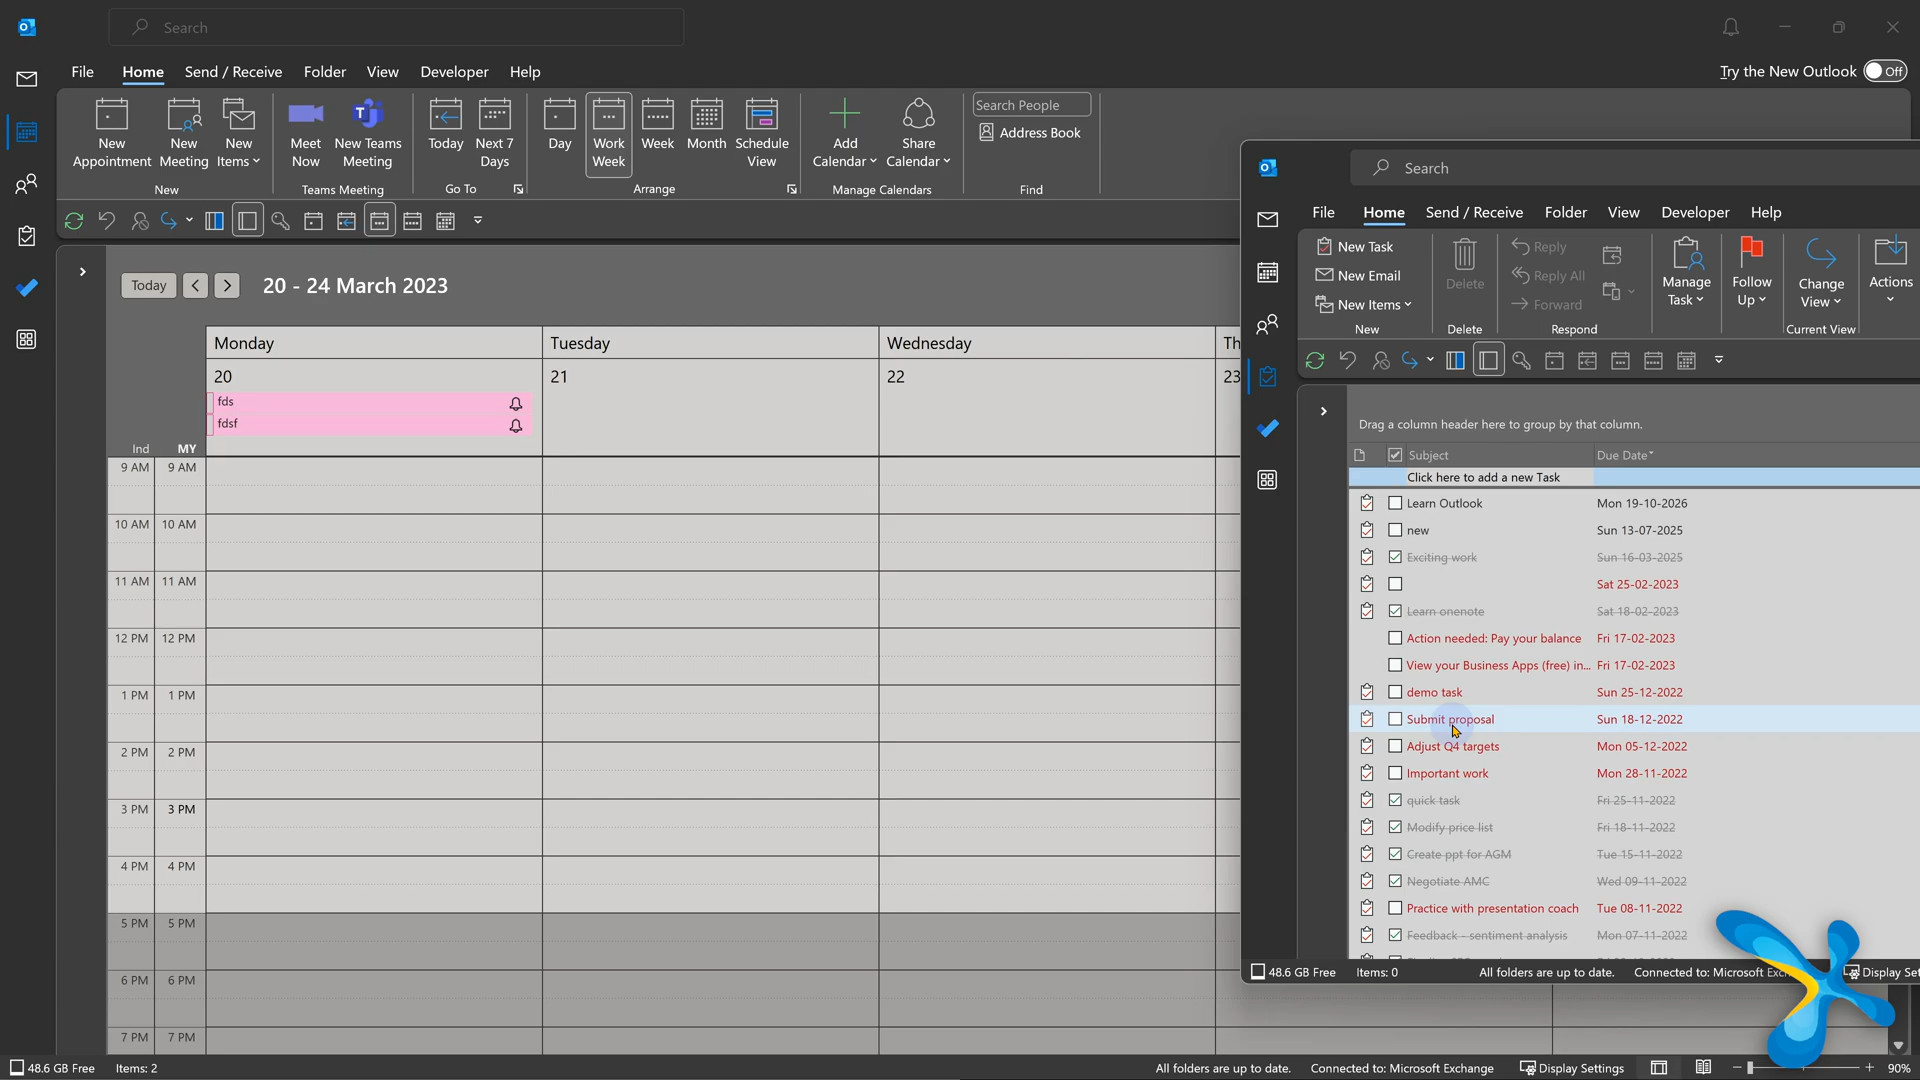 Search
File Home Send / Receive Folder View Developer Help
Try the New Outlook Off
New Appointment
New Meeting
New Items
New
Meet Now
New Teams Meeting
Teams Meeting
Today
Next 7 Days
Go To
Day
Work Week
Week
Month
Schedule View
Arrange
Add Calendar
Share Calendar
Manage Calendars
Search People
Address Book
Find
Today
20 - 24 March 2023
Monday Tuesday Wednesday Th
20 21 22 23
fds
fdsf
Ind MY
9 AM 9 AM
10 AM 10 AM
11 AM 11 AM
12 PM 12 PM
1 PM 1 PM
2 PM 2 PM
3 PM 3 PM
4 PM 4 PM
5 PM 5 PM
6 PM 6 PM
7 PM 7 PM
Search
File Home Send / Receive Folder View Developer Help
New Task
New Email
New Items
New
Delete
Delete
Reply
Reply All
Forward
Respond
Manage Task
Follow Up
Change View
Current View
Actions
Drag a column header here to group by that column.
Subject Due Date
Click here to add a new Task
Learn Outlook Mon 19-10-2026
new Sun 13-07-2025
Exciting work Sun 16-03-2025
Sat 25-02-2023
Learn onenote Sat 18-02-2023
Action needed: Pay your balance Fri 17-02-2023
View your Business Apps (free) in... Fri 17-02-2023
demo task Sun 25-12-2022
Submit proposal Sun 18-12-2022
Adjust Q4 targets Mon 05-12-2022
Important work Mon 28-11-2022
quick task Fri 25-11-2022
Modify price list Fri 18-11-2022
Create ppt for AGM Tue 15-11-2022
Negotiate AMC Wed 09-11-2022
Practice with presentation coach Tue 08-11-2022
Feedback - sentiment analysis Mon 07-11-2022
48.6 GB Free Items: 0 All folders are up to date. Connected to: Microsoft Display Set
48.6 GB Free Items: 2 All folders are up to date. Connected to: Microsoft Exchange Display Settings 90%